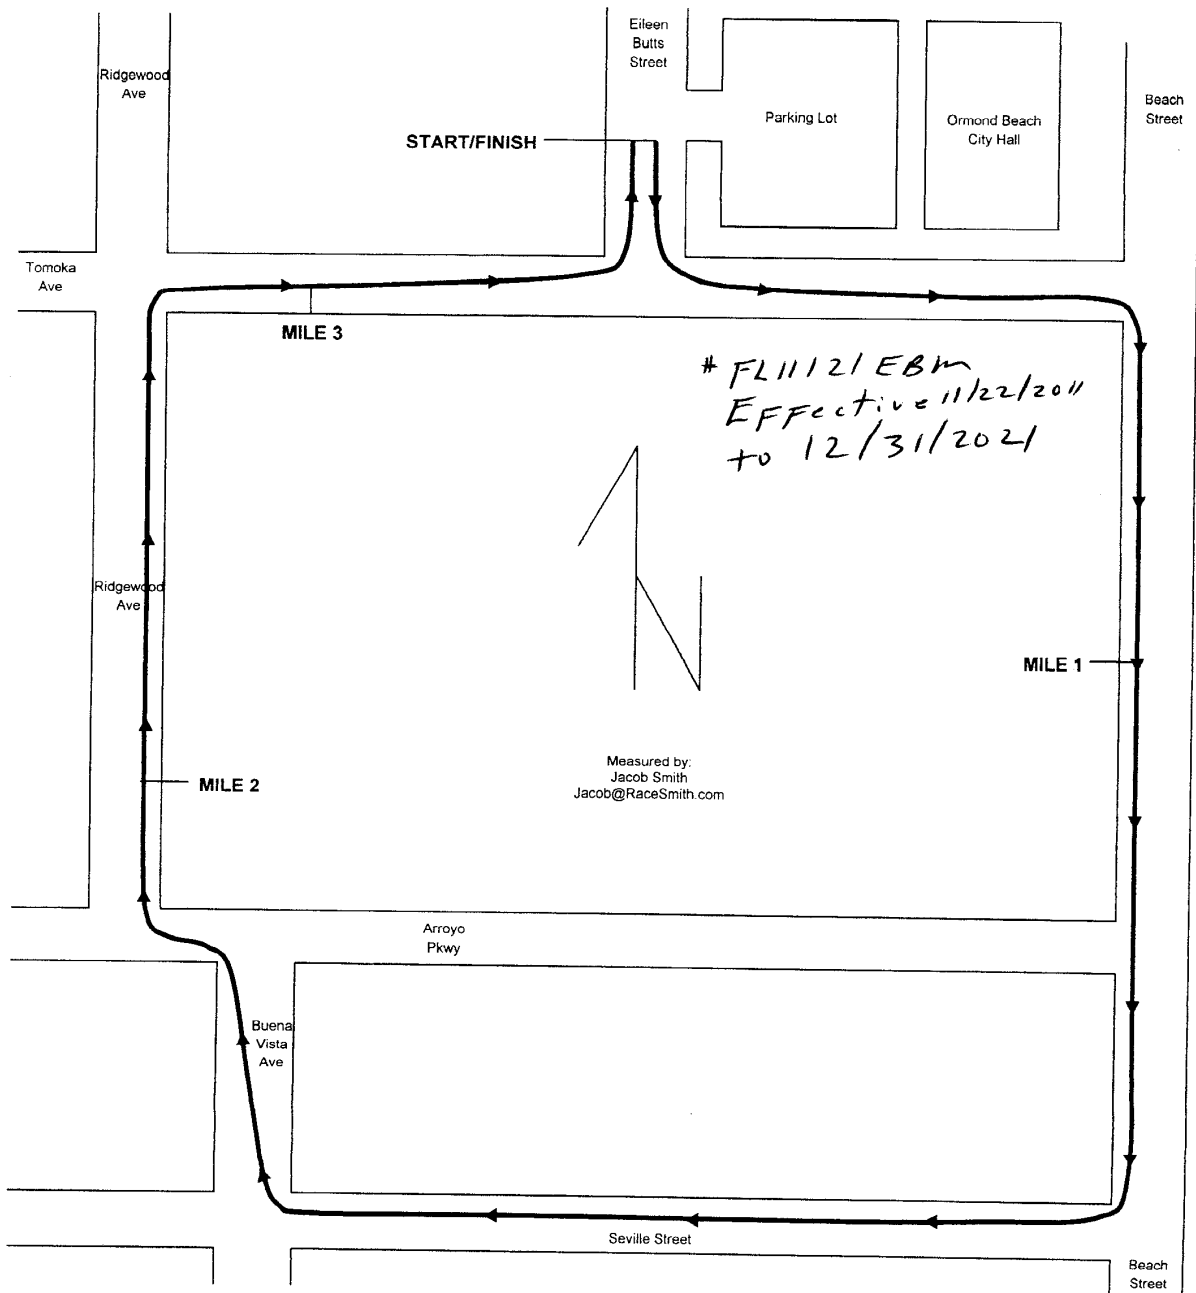 Eileen
Butts
Street
Ridgewood
Ave
Beach
Street
Parking Lot
Ormond Beach
City Hall
START/FINISH
Tomoka
Ave
MILE 3
# FL11121EBM
Effective 11/22/2011
to 12/31/2021
N
Ridgewood
Ave
MILE 1
MILE 2
Measured by:
Jacob Smith
Jacob@RaceSmith.com
Arroyo
Pkwy
Buena
Vista
Ave
Seville Street
Beach
Street